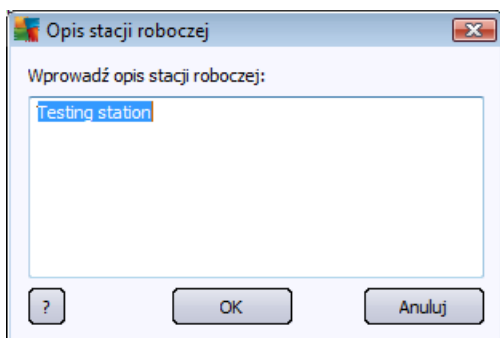 Opis stacji roboczej
Wprowadź opis stacji roboczej:
Testing station
? OK Anuluj